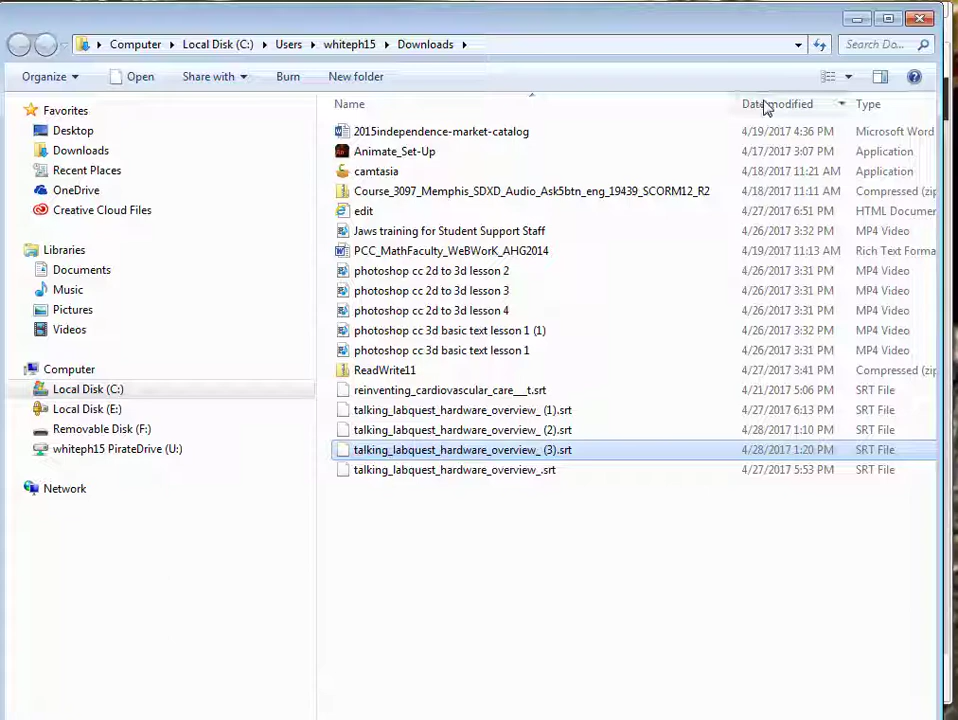 Computer Local Disk (C:) Users whiteph15 Downloads Search Do...
Organize Open Share with Burn New folder
Name Date modified Type
Favorites
Desktop
Downloads
Recent Places
OneDrive
Creative Cloud Files
Libraries
Documents
Music
Pictures
Videos
Computer
Local Disk (C:)
Local Disk (E:)
Removable Disk (F:)
whiteph15 PirateDrive (U:)
Network
2015independence-market-catalog 4/19/2017 4:36 PM Microsoft Word
Animate_Set-Up 4/17/2017 3:07 PM Application
camtasia 4/18/2017 11:21 AM Application
Course_3097_Memphis_SDXD_Audio_Ask5btn_eng_19439_SCORM12_R2 4/18/2017 11:11 AM Compressed (zip
edit 4/27/2017 6:51 PM HTML Documen
Jaws training for Student Support Staff 4/26/2017 3:32 PM MP4 Video
PCC_MathFaculty_WeBWorK_AHG2014 4/19/2017 11:13 AM Rich Text Forma
photoshop cc 2d to 3d lesson 2 4/26/2017 3:31 PM MP4 Video
photoshop cc 2d to 3d lesson 3 4/26/2017 3:31 PM MP4 Video
photoshop cc 2d to 3d lesson 4 4/26/2017 3:31 PM MP4 Video
photoshop cc 3d basic text lesson 1 (1) 4/26/2017 3:32 PM MP4 Video
photoshop cc 3d basic text lesson 1 4/26/2017 3:31 PM MP4 Video
ReadWrite11 4/27/2017 3:41 PM Compressed (zip
reinventing_cardiovascular_care__t.srt 4/21/2017 5:06 PM SRT File
talking_labquest_hardware_overview_ (1).srt 4/27/2017 6:13 PM SRT File
talking_labquest_hardware_overview_ (2).srt 4/28/2017 1:10 PM SRT File
talking_labquest_hardware_overview_ (3).srt 4/28/2017 1:20 PM SRT File
talking_labquest_hardware_overview_.srt 4/27/2017 5:53 PM SRT File